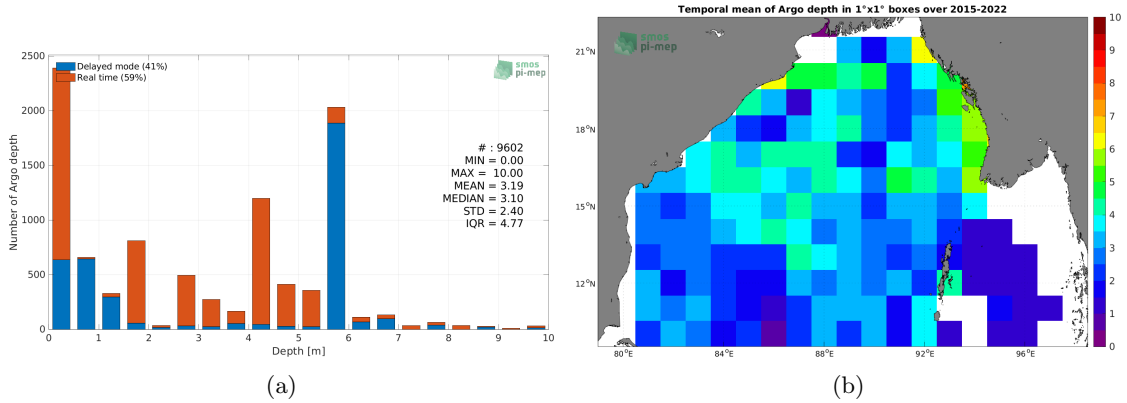 2500
2000
1500
1000
500
0
Number of Argo depth
Delayed mode (41%)
Real time (59%)
smos
pi-mep
# : 9602
MIN = 0.00
MAX = 10.00
MEAN = 3.19
MEDIAN = 3.10
STD = 2.40
IQR = 4.77
0 1 2 3 4 5 6 7 8 9 10
Depth [m]
(a)
Temporal mean of Argo depth in 1°x1° boxes over 2015-2022
smos
pi-mep
21°N
18°N
15°N
12°N
80°E 84°E 88°E 92°E 96°E
10
9
8
7
6
5
4
3
2
1
0
(b)